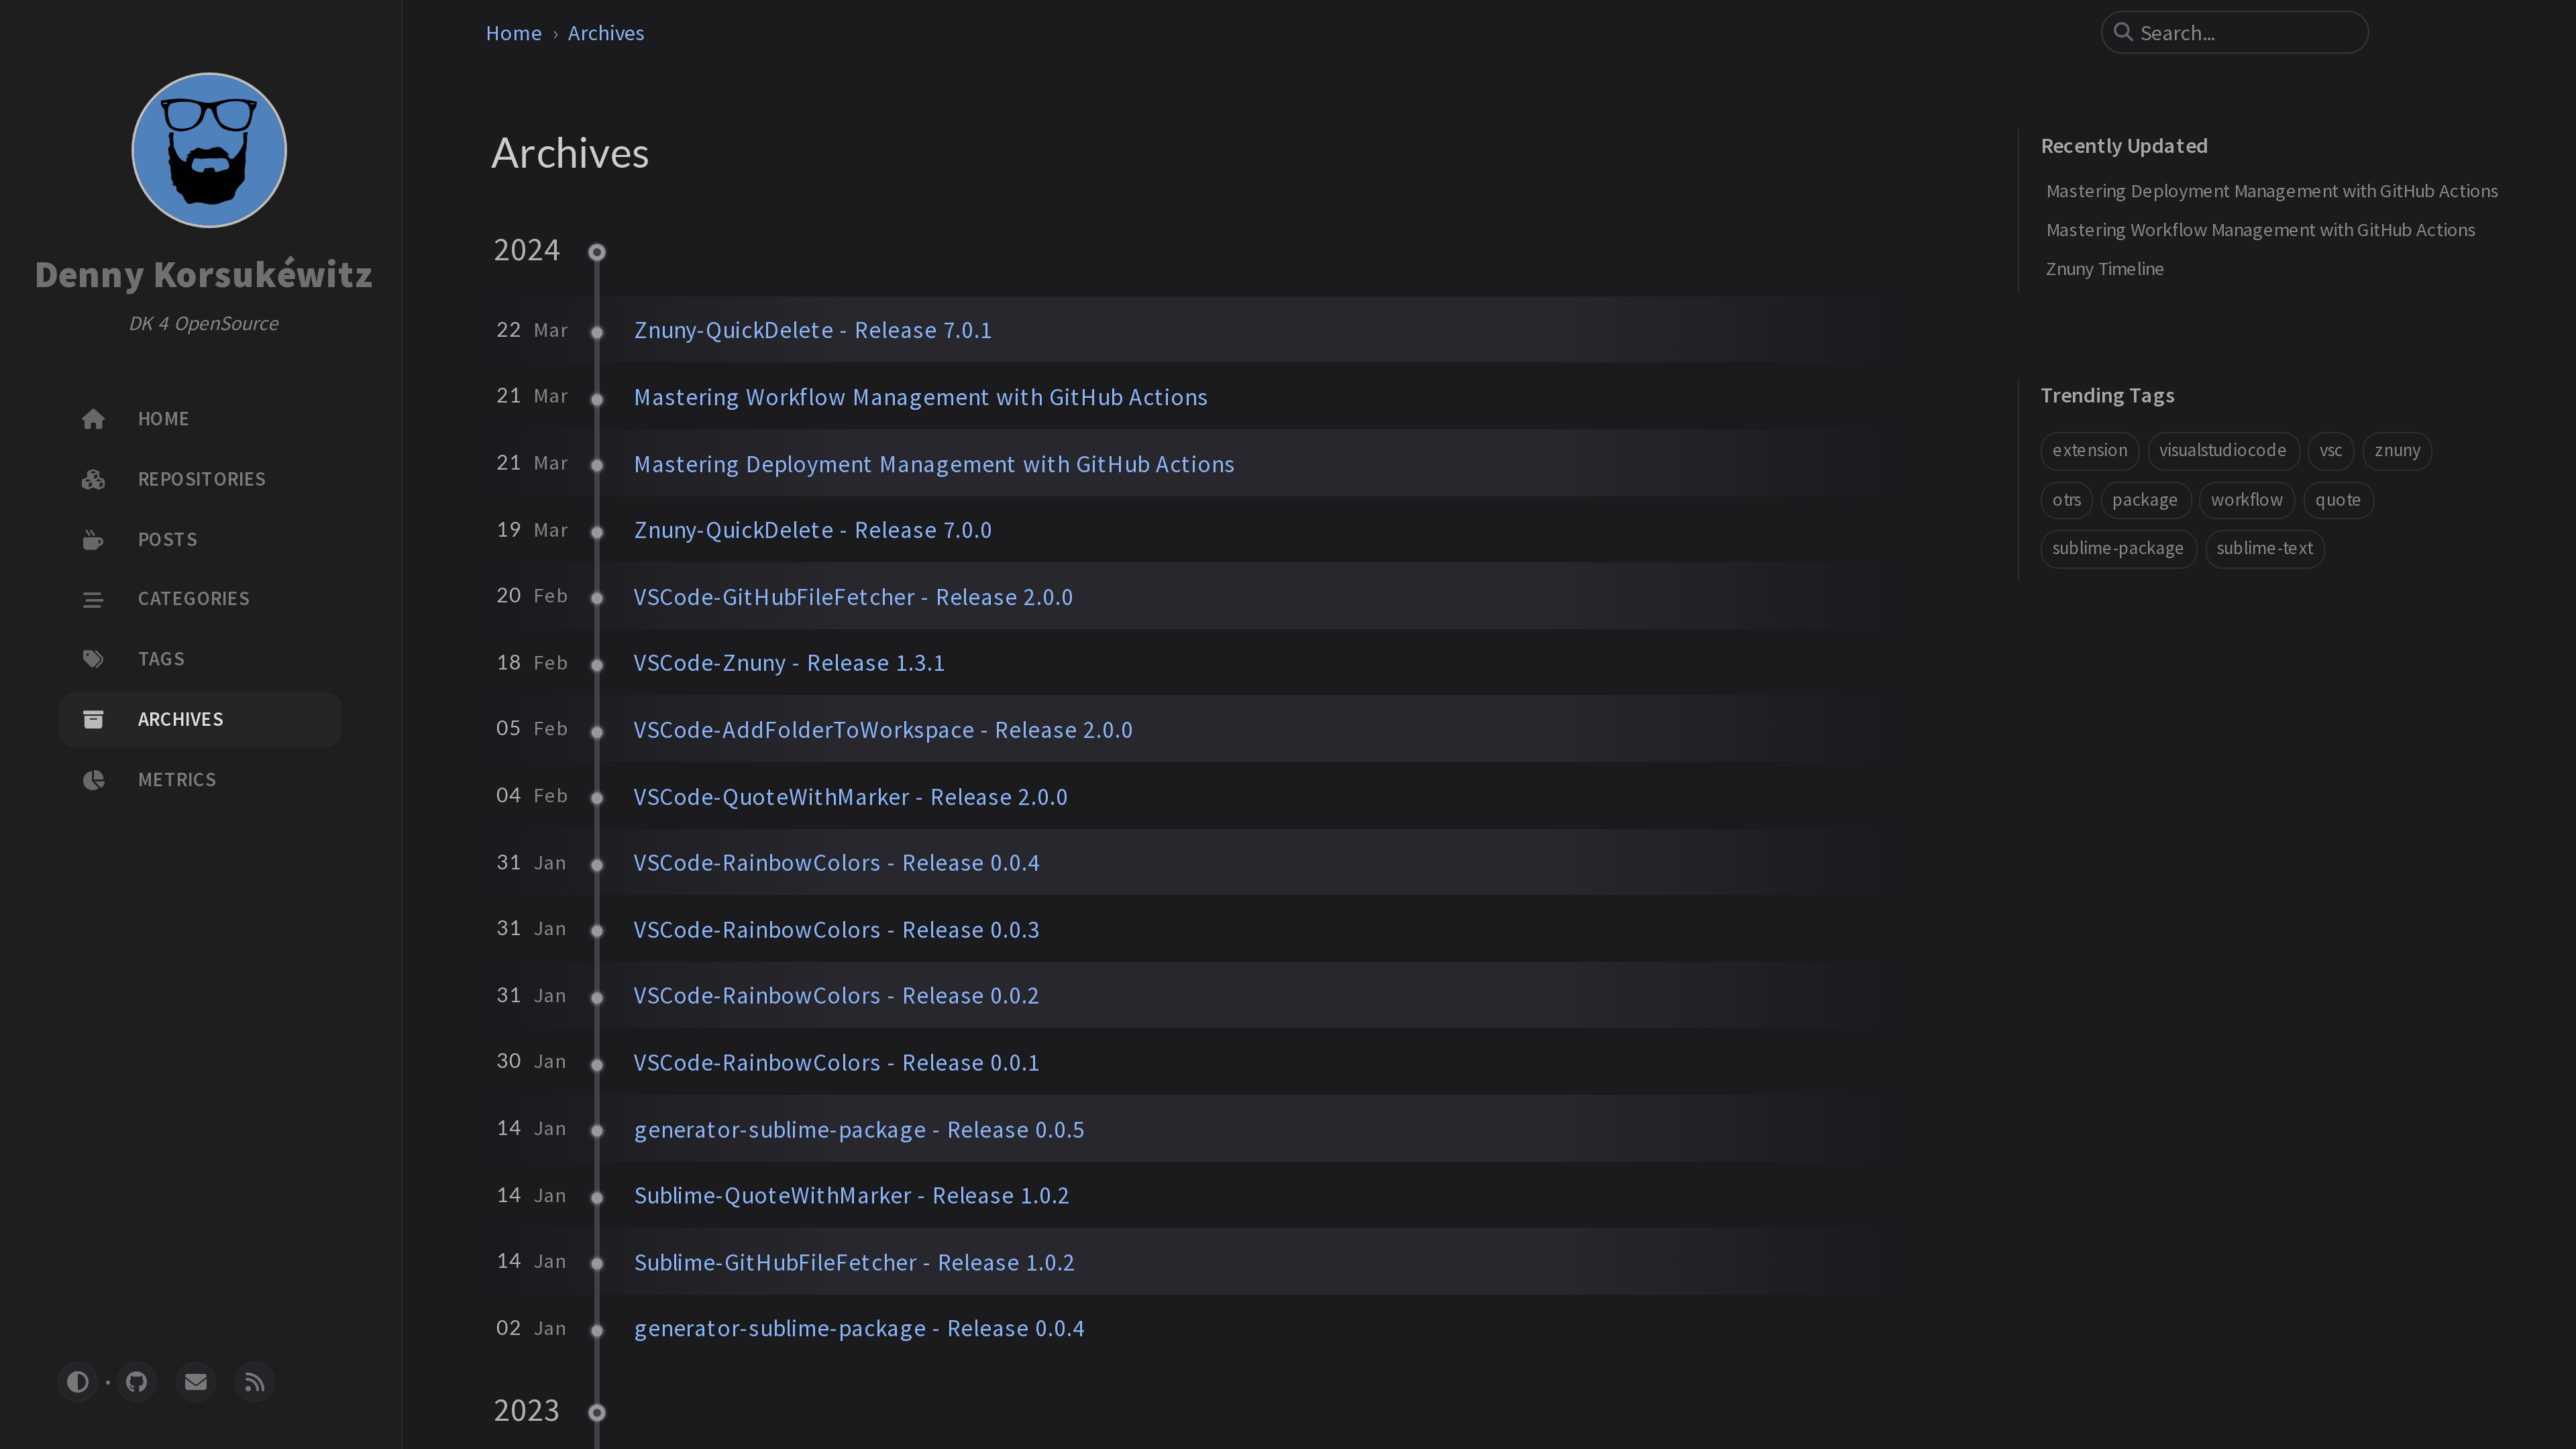 Denny Korsukéwitz
DK 4 OpenSource
HOME
REPOSITORIES
POSTS
CATEGORIES
TAGS
ARCHIVES
METRICS
Home › Archives
Search...
Archives
2024
22 Mar Znuny-QuickDelete - Release 7.0.1
21 Mar Mastering Workflow Management with GitHub Actions
21 Mar Mastering Deployment Management with GitHub Actions
19 Mar Znuny-QuickDelete - Release 7.0.0
20 Feb VSCode-GitHubFileFetcher - Release 2.0.0
18 Feb VSCode-Znuny - Release 1.3.1
05 Feb VSCode-AddFolderToWorkspace - Release 2.0.0
04 Feb VSCode-QuoteWithMarker - Release 2.0.0
31 Jan VSCode-RainbowColors - Release 0.0.4
31 Jan VSCode-RainbowColors - Release 0.0.3
31 Jan VSCode-RainbowColors - Release 0.0.2
30 Jan VSCode-RainbowColors - Release 0.0.1
14 Jan generator-sublime-package - Release 0.0.5
14 Jan Sublime-QuoteWithMarker - Release 1.0.2
14 Jan Sublime-GitHubFileFetcher - Release 1.0.2
02 Jan generator-sublime-package - Release 0.0.4
2023
Recently Updated
Mastering Deployment Management with GitHub Actions
Mastering Workflow Management with GitHub Actions
Znuny Timeline
Trending Tags
extension visualstudiocode vsc znuny
otrs package workflow quote
sublime-package sublime-text